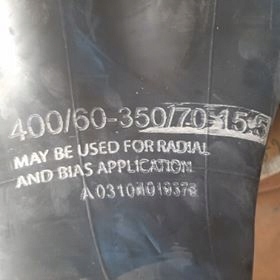 400/60-350/70-15.5
MAY BE USED FOR RADIAL
AND BIAS APPLICATION